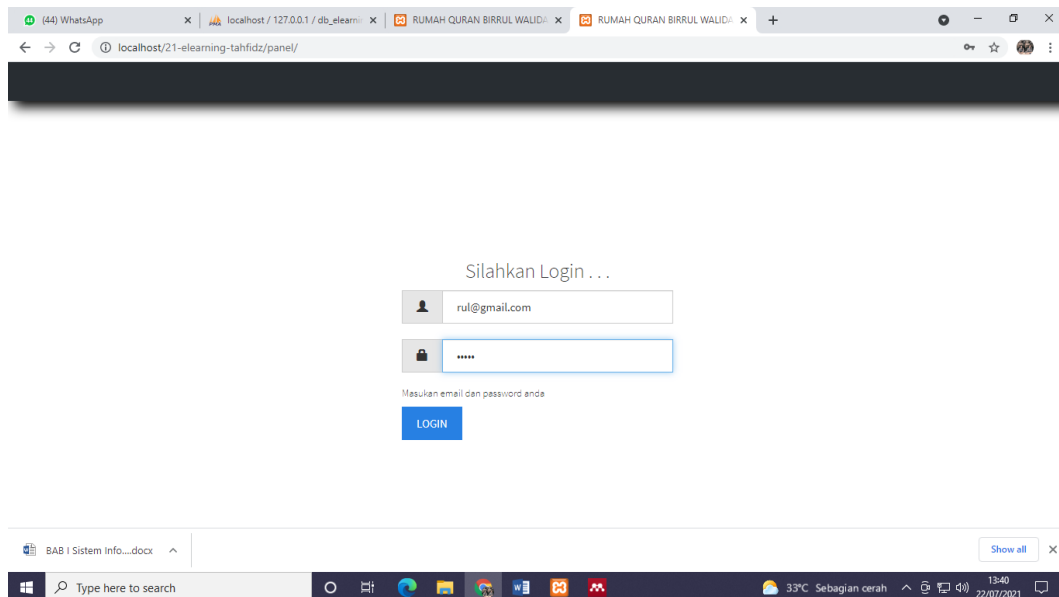 (44) WhatsApp
localhost / 127.0.0.1 / db_elearni
RUMAH QURAN BIRRUL WALIDA
RUMAH QURAN BIRRUL WALIDA
localhost/21-elearning-tahfidz/panel/
Silahkan Login . . .
rul@gmail.com
•••••
Masukan email dan password anda
LOGIN
BAB I Sistem Info....docx
Show all
Type here to search
33°C Sebagian cerah
13:40
22/07/2021